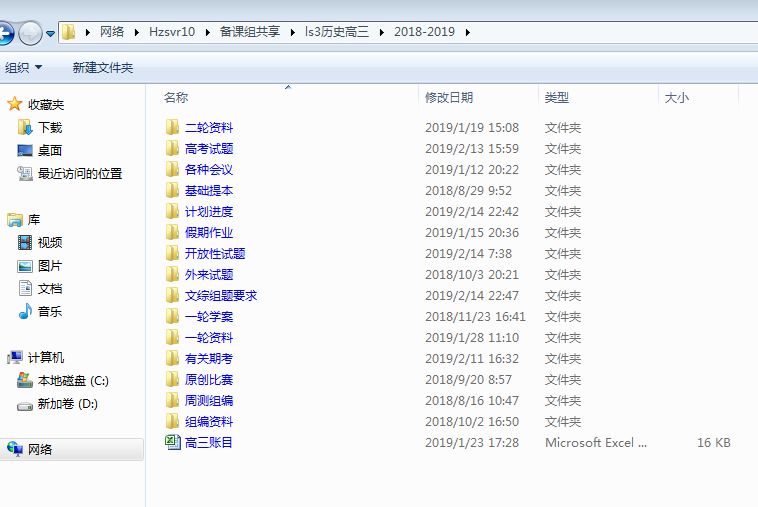 网络 Hzsvr10 备课组共享 ls3历史高三 2018-2019
组织 新建文件夹
收藏夹
下载
桌面
最近访问的位置
库
视频
图片
文档
音乐
计算机
本地磁盘 (C:)
新加卷 (D:)
网络
名称 修改日期 类型 大小
二轮资料 2019/1/19 15:08 文件夹
高考试题 2019/2/13 15:59 文件夹
各种会议 2019/1/12 20:22 文件夹
基础提本 2018/8/29 9:52 文件夹
计划进度 2019/2/14 22:42 文件夹
假期作业 2019/1/15 20:36 文件夹
开放性试题 2019/2/14 7:38 文件夹
外来试题 2018/10/3 20:21 文件夹
文综组题要求 2019/2/14 22:47 文件夹
一轮学案 2018/11/23 16:41 文件夹
一轮资料 2019/1/28 11:10 文件夹
有关期考 2019/2/11 16:32 文件夹
原创比赛 2018/9/20 8:57 文件夹
周测组编 2018/8/16 10:47 文件夹
组编资料 2018/10/2 16:50 文件夹
高三账目 2019/1/23 17:28 Microsoft Excel ... 16 KB